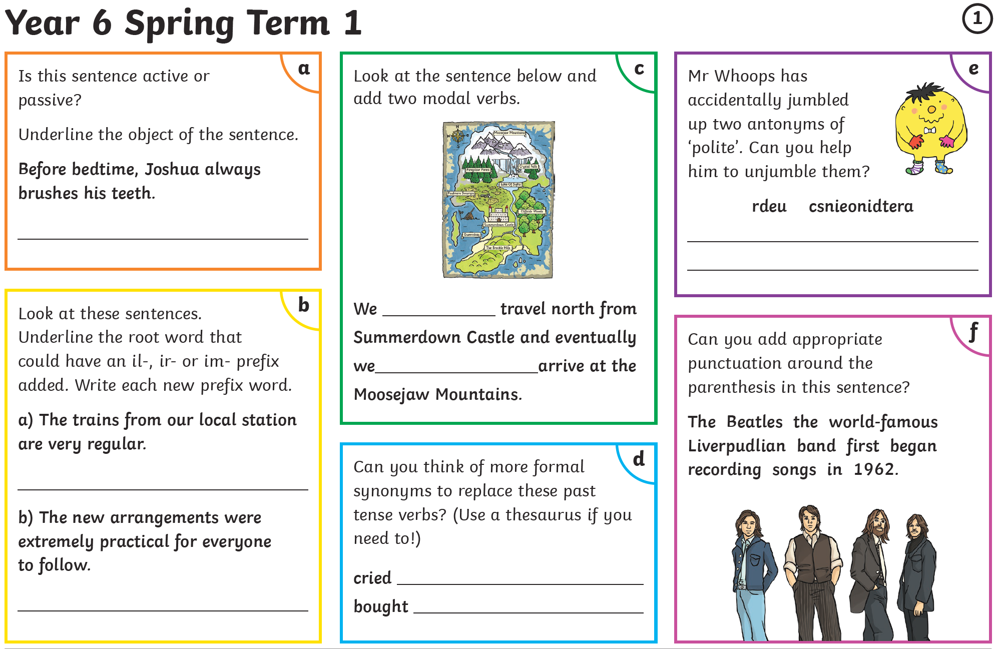 Year 6 Spring Term 1
1
a
Is this sentence active or
passive?
Underline the object of the sentence.
Before bedtime, Joshua always
brushes his teeth.
b
Look at these sentences.
Underline the root word that
could have an il-, ir- or im- prefix
added. Write each new prefix word.
a) The trains from our local station
are very regular.
b) The new arrangements were
extremely practical for everyone
to follow.
c
Look at the sentence below and
add two modal verbs.
N
W
S
Moosejaw Mountains
Crystal Falls
Fangclaw Forest
Lake Of Sighs
Foulmere Swamps
Cliffside Woods
Summerdown Castle
Queensbay
The Brockle Hills
We ____________ travel north from
Summerdown Castle and eventually
we_________________arrive at the
Moosejaw Mountains.
d
Can you think of more formal
synonyms to replace these past
tense verbs? (Use a thesaurus if you
need to!)
cried
bought
e
Mr Whoops has
accidentally jumbled
up two antonyms of
‘polite’. Can you help
him to unjumble them?
rdeu csnieonidtera
f
Can you add appropriate
punctuation around the
parenthesis in this sentence?
The Beatles the world-famous
Liverpudlian band first began
recording songs in 1962.